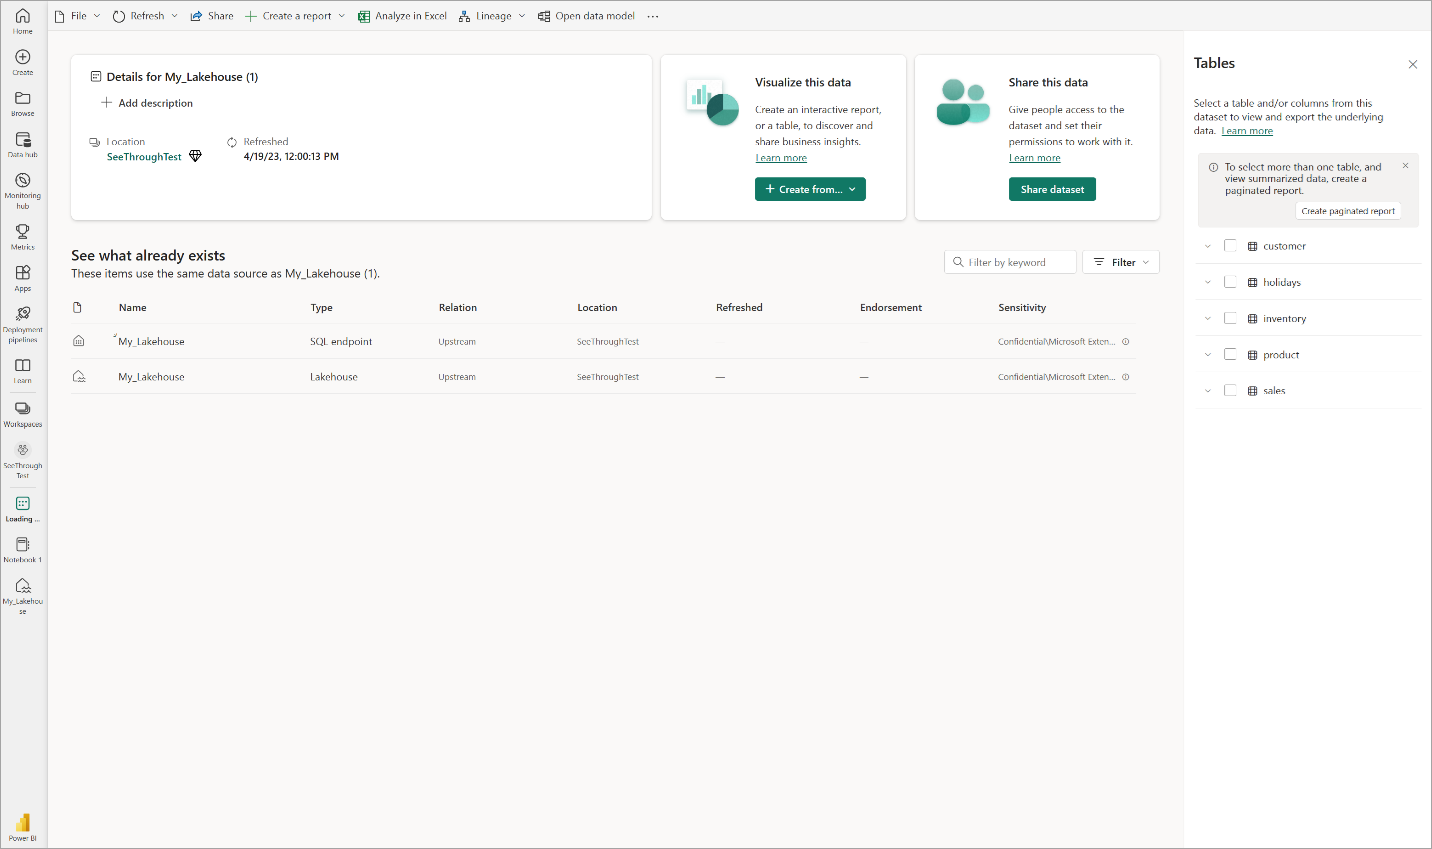 File
Refresh
Share
Create a report
Analyze in Excel
Lineage
Open data model
Home
Create
Browse
Data hub
Monitoring
hub
Metrics
Apps
Deployment
pipelines
Learn
Workspaces
SeeThrough
Test
Loading ...
Notebook 1
My_Lakehou
se
Power BI
Details for My_Lakehouse (1)
Add description
Location
SeeThroughTest
Refreshed
4/19/23, 12:00:13 PM
Visualize this data
Create an interactive report,
or a table, to discover and
share business insights.
Learn more
Create from...
Share this data
Give people access to the
dataset and set their
permissions to work with it.
Learn more
Share dataset
See what already exists
These items use the same data source as My_Lakehouse (1).
Filter by keyword
Filter
Name Type Relation Location Refreshed Endorsement Sensitivity
My_Lakehouse SQL endpoint Upstream SeeThroughTest Confidential\Microsoft Exten...
My_Lakehouse Lakehouse Upstream SeeThroughTest — — Confidential\Microsoft Exten...
Tables
Select a table and/or columns from this
dataset to view and export the underlying
data. Learn more
To select more than one table, and
view summarized data, create a
paginated report.
Create paginated report
customer
holidays
inventory
product
sales